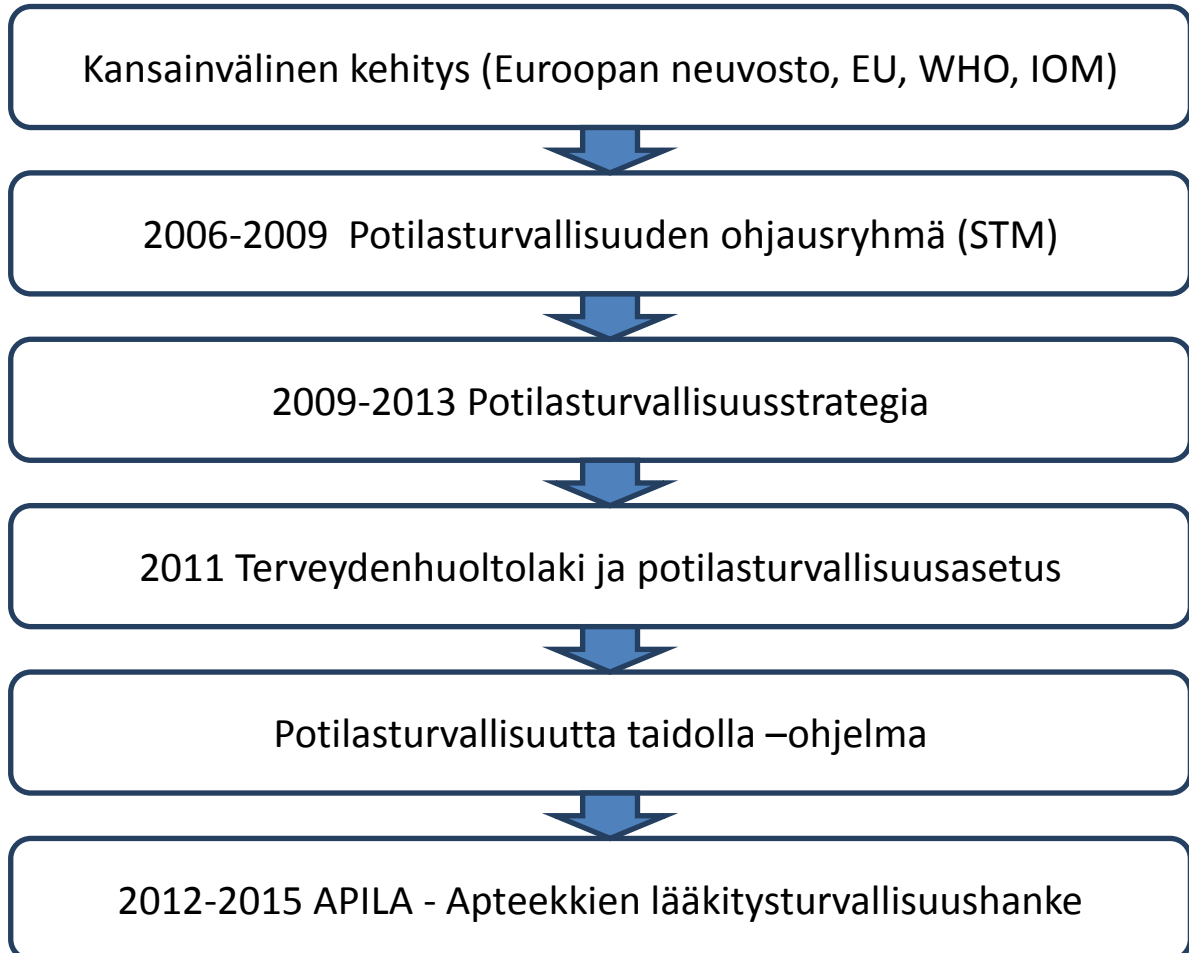 Kansainvälinen kehitys (Euroopan neuvosto, EU, WHO, IOM)
2006-2009  Potilasturvallisuuden ohjausryhmä (STM)
2009-2013 Potilasturvallisuusstrategia
2011 Terveydenhuoltolaki ja potilasturvallisuusasetus
Potilasturvallisuutta taidolla –ohjelma
2012-2015 APILA - Apteekkien lääkitysturvallisuushanke